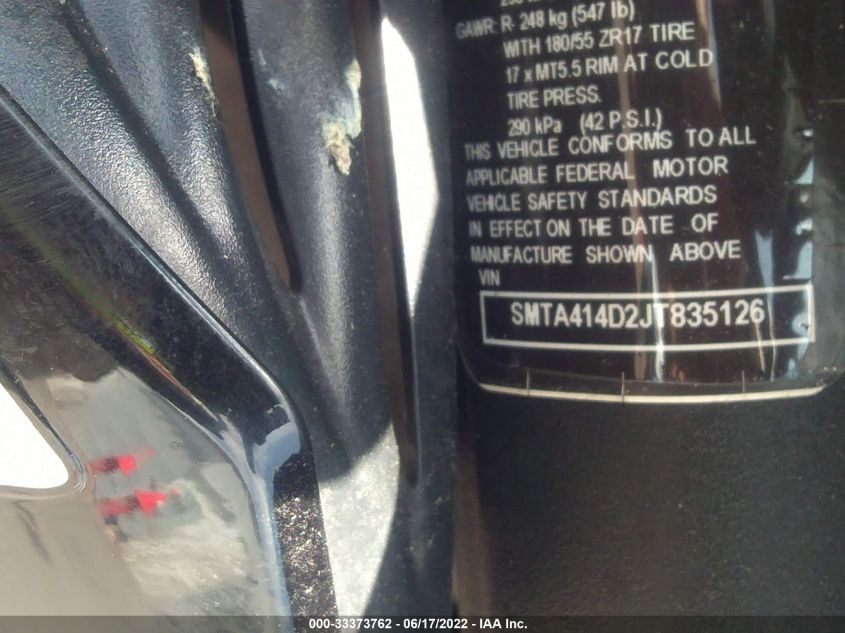 GAWR: R- 248 kg (547 lb)
WITH 180/55 ZR17 TIRE
17 x MT5.5 RIM AT COLD
TIRE PRESS.
290 kPa (42 P.S.I.)
THIS VEHICLE CONFORMS TO ALL
APPLICABLE FEDERAL MOTOR
VEHICLE SAFETY STANDARDS
IN EFFECT ON THE DATE OF
MANUFACTURE SHOWN ABOVE
VIN
SMTA414D2JT835126
000-33373762 - 06/17/2022 - IAA Inc.